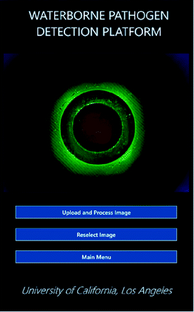 WATERBORNE PATHOGEN
DETECTION PLATFORM
Upload and Process Image
Reselect Image
Main Menu
University of California, Los Angeles